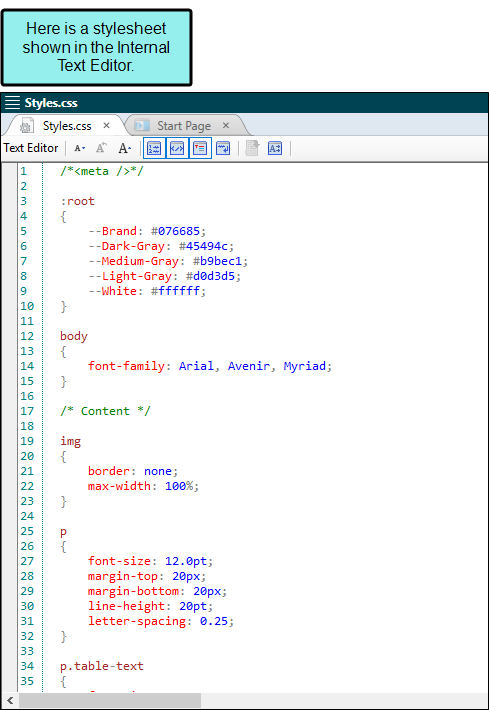 Here is a stylesheet
shown in the Internal
Text Editor.
Styles.css
Styles.css × Start Page ×
Text Editor A A A
1 /*<meta />*/
2
3 :root
4 {
5 --Brand: #076685;
6 --Dark-Gray: #45494c;
7 --Medium-Gray: #b9bec1;
8 --Light-Gray: #d0d3d5;
9 --White: #ffffff;
10 }
11
12 body
13 {
14 font-family: Arial, Avenir, Myriad;
15 }
16
17 /* Content */
18
19 img
20 {
21 border: none;
22 max-width: 100%;
23 }
24
25 p
26 {
27 font-size: 12.0pt;
28 margin-top: 20px;
29 margin-bottom: 20px;
30 line-height: 20pt;
31 letter-spacing: 0.25;
32 }
33
34 p.table-text
35 {